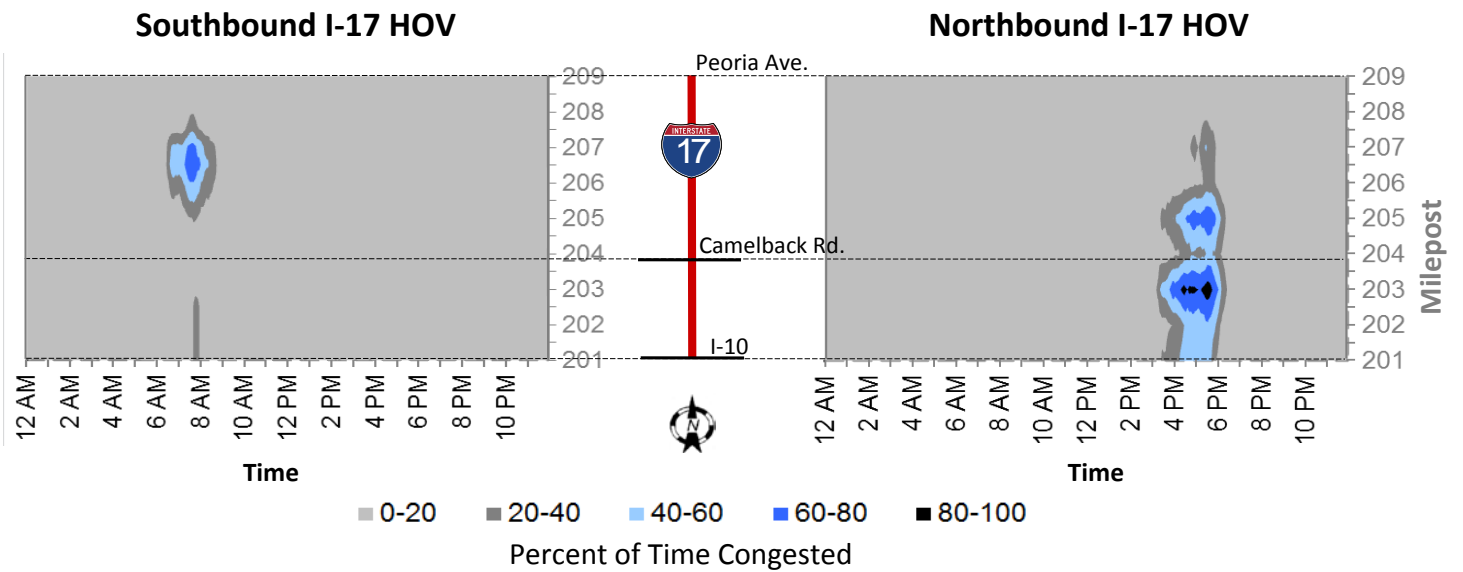 Southbound I-17 HOV
Northbound I-17 HOV
Peoria Ave.
209
208
207
206
205
204
203
202
201
INTERSTATE
17
Camelback Rd.
I-10
N
209
208
207
206
205
204
203
202
201
Milepost
12 AM
2 AM
4 AM
6 AM
8 AM
10 AM
12 PM
2 PM
4 PM
6 PM
8 PM
10 PM
12 AM
2 AM
4 AM
6 AM
8 AM
10 AM
12 PM
2 PM
4 PM
6 PM
8 PM
10 PM
Time
Time
0-20 20-40 40-60 60-80 80-100
Percent of Time Congested